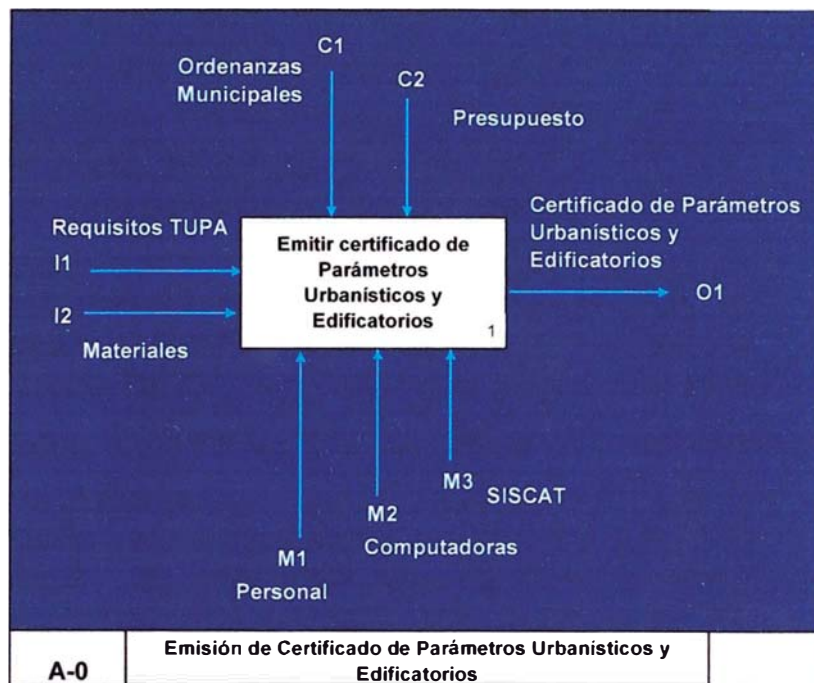 C1
Ordenanzas
Municipales
C2
Presupuesto
Requisitos TUPA
I1
I2
Materiales
Emitir certificado de
Parámetros
Urbanísticos y
Edificatorios
1
Certificado de Parámetros
Urbanísticos y
Edificatorios
O1
M1
Personal
M2
Computadoras
M3
SISCAT
A-0
Emisión de Certificado de Parámetros Urbanísticos y
Edificatorios